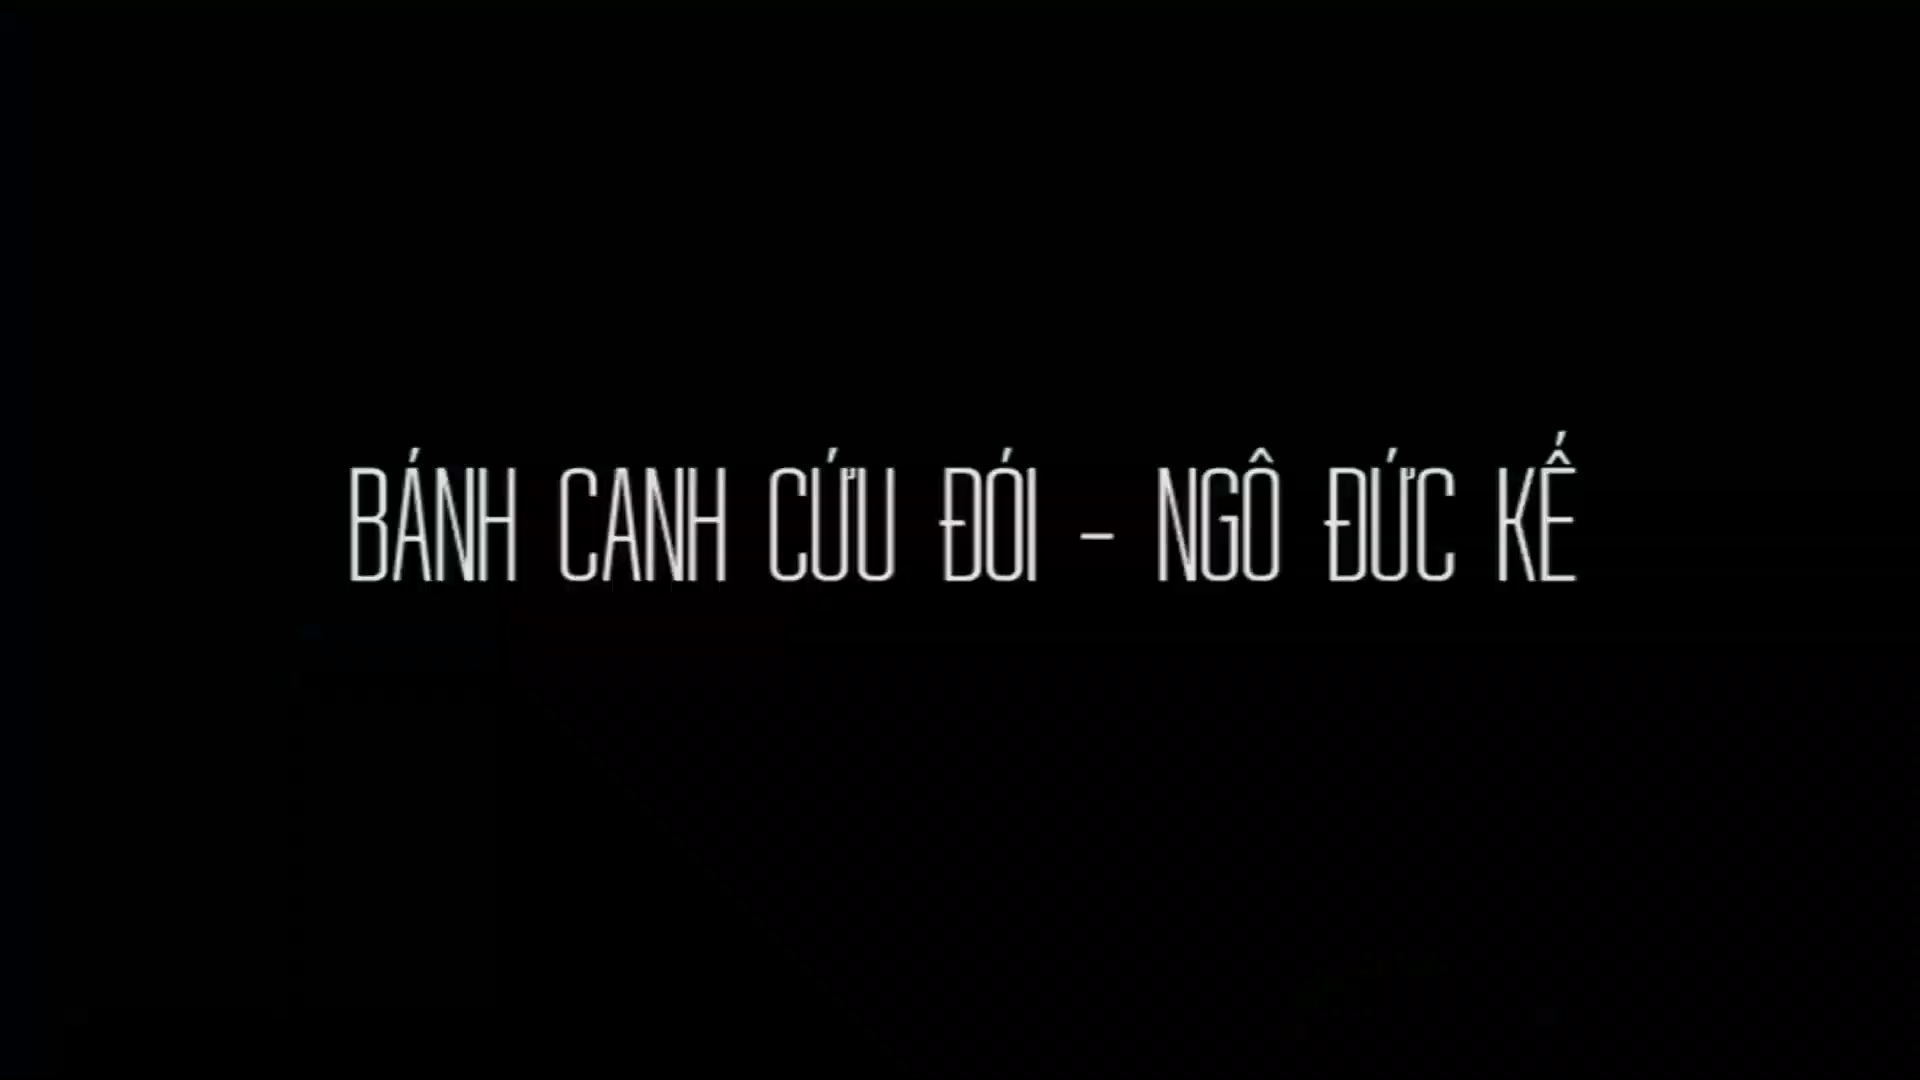 BÁNH CANH CỨU ĐÓI – NGÔ ĐỨC KẾ